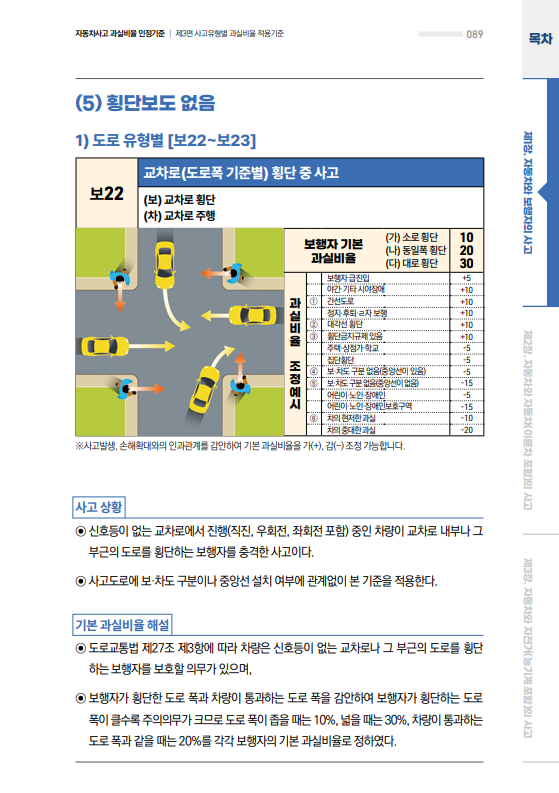 자동차사고 과실비율 인정기준 | 제3편 사고유형별 과실비율 적용기준
089
목차
(5) 횡단보도 없음
1) 도로 유형별 [보22~보23]
보22
교차로(도로폭 기준별) 횡단 중 사고
(보) 교차로 횡단
(차) 교차로 주행
보행자 기본
과실비율
(가) 소로 횡단 10
(나) 동일폭 횡단 20
(다) 대로 횡단 30
과실비율 조정예시
보행자 급진입 +5
야간·기타 시야장애 +10
① 간선도로 +10
정지·후퇴·ㄹ자 보행 +10
② 대각선 횡단 +10
③ 횡단금지규제 있음 +10
주택·상점가·학교 -5
집단횡단 -5
④ 보·차도 구분 없음(중앙선이 있음) -5
⑤ 보·차도 구분 없음(중앙선이 없음) -15
어린이·노인·장애인 -5
어린이·노인·장애인보호구역 -15
⑥ 차의 현저한 과실 -10
차의 중대한 과실 -20
※사고발생, 손해확대와의 인과관계를 감안하여 기본 과실비율을 가(+), 감(-) 조정 가능합니다.
사고 상황
◉ 신호등이 없는 교차로에서 진행(직진, 우회전, 좌회전 포함) 중인 차량이 교차로 내부나 그
부근의 도로를 횡단하는 보행자를 충격한 사고이다.
◉ 사고도로에 보·차도 구분이나 중앙선 설치 여부에 관계없이 본 기준을 적용한다.
기본 과실비율 해설
◉ 도로교통법 제27조 제3항에 따라 차량은 신호등이 없는 교차로나 그 부근의 도로를 횡단
하는 보행자를 보호할 의무가 있으며,
◉ 보행자가 횡단한 도로 폭과 차량이 통과하는 도로 폭을 감안하여 보행자가 횡단하는 도로
폭이 클수록 주의의무가 크므로 도로 폭이 좁을 때는 10%, 넓을 때는 30%, 차량이 통과하는
도로 폭과 같을 때는 20%를 각각 보행자의 기본 과실비율로 정하였다.
제1장. 자동차와 보행자의 사고
제2장. 자동차와 자동차(이륜차 포함)의 사고
제3장. 자동차와 자전거(농기계 포함)의 사고